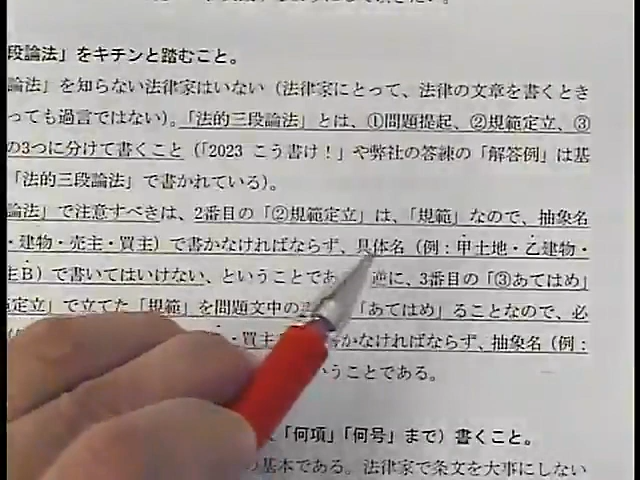 段論法」をキチンと踏むこと。
論法」を知らない法律家はいない（法律家にとって、法律の文章を書くとき
っても過言ではない）。「法的三段論法」とは、①問題提起、②規範定立、③
の3つに分けて書くこと（「2023 こう書け！」や弊社の答練の「解答例」は基
「法的三段論法」で書かれている）。
論法」で注意すべきは、2番目の「②規範定立」は、「規範」なので、抽象名
・建物・売主・買主）で書かなければならず、具体名（例：甲土地・乙建物・
主B）で書いてはいけない、ということであ 逆に、3番目の「③あてはめ」
定立」で立てた「規範」を問題文中の 「あてはめ」ることなので、必
・買主 かなければならず、抽象名（例：
いうことである。
「何項」「何号」まで）書くこと。
の基本である。法律家で条文を大事にしない